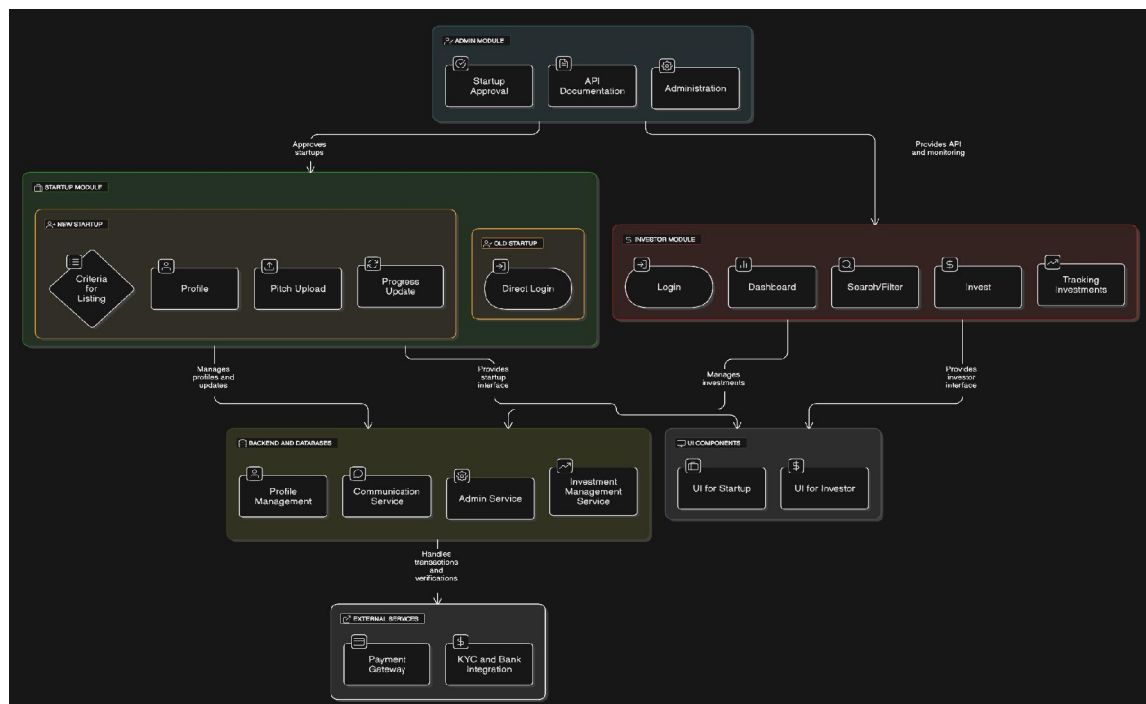 ADMIN MODULE
Startup
Approval
API
Documentation
Administration
Approves
startups
Provides API
and monitoring
STARTUP MODULE
NEW STARTUP
Criteria
for
Listing
Profile
Pitch Upload
Progress
Update
OLD STARTUP
Direct Login
INVESTOR MODULE
Login
Dashboard
Search/Filter
Invest
Tracking
Investments
Manages
profiles and
updates
Provides
startup
interface
Manages
investments
Provides
investor
interface
BACKEND AND DATABASES
Profile
Management
Communication
Service
Admin Service
Investment
Management
Service
UI COMPONENTS
UI for Startup
UI for Investor
Handles
transactions
and
verifications
EXTERNAL SERVICES
Payment
Gateway
KYC and Bank
Integration